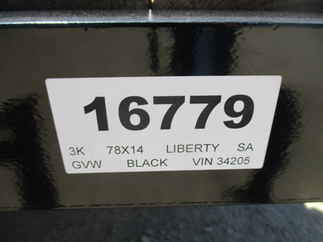 16779
3K 78X14 LIBERTY SA
GVW BLACK VIN 34205